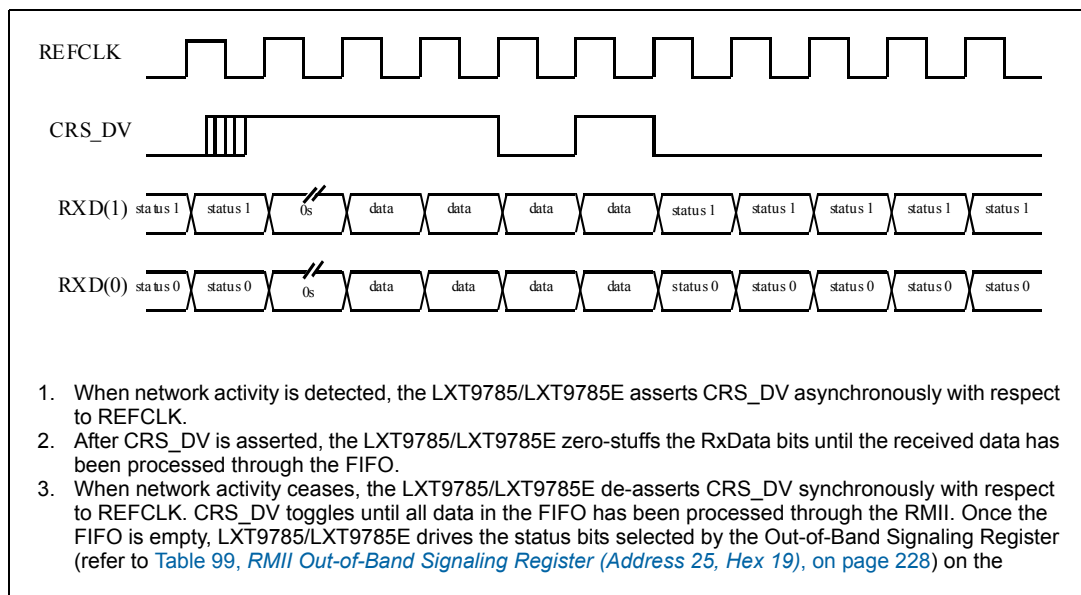 REFCLK
CRS_DV
RXD(1) status 1 status 1 0s data data data data status 1 status 1 status 1 status 1 status 1
RXD(0) status 0 status 0 0s data data data data status 0 status 0 status 0 status 0 status 0
1. When network activity is detected, the LXT9785/LXT9785E asserts CRS_DV asynchronously with respect
to REFCLK.
2. After CRS_DV is asserted, the LXT9785/LXT9785E zero-stuffs the RxData bits until the received data has
been processed through the FIFO.
3. When network activity ceases, the LXT9785/LXT9785E de-asserts CRS_DV synchronously with respect
to REFCLK. CRS_DV toggles until all data in the FIFO has been processed through the RMII. Once the
FIFO is empty, LXT9785/LXT9785E drives the status bits selected by the Out-of-Band Signaling Register
(refer to Table 99, RMII Out-of-Band Signaling Register (Address 25, Hex 19), on page 228) on the